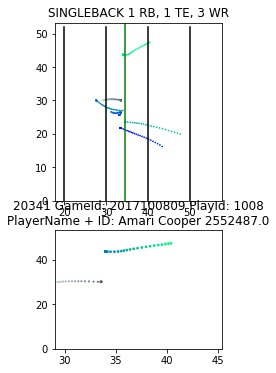 SINGLEBACK 1 RB, 1 TE, 3 WR
50
40
30
20
10
0
20 30 40 50
20341 GameId: 2017100809 PlayId: 1008
PlayerName + ID: Amari Cooper 2552487.0
40
20
0
30 35 40 45